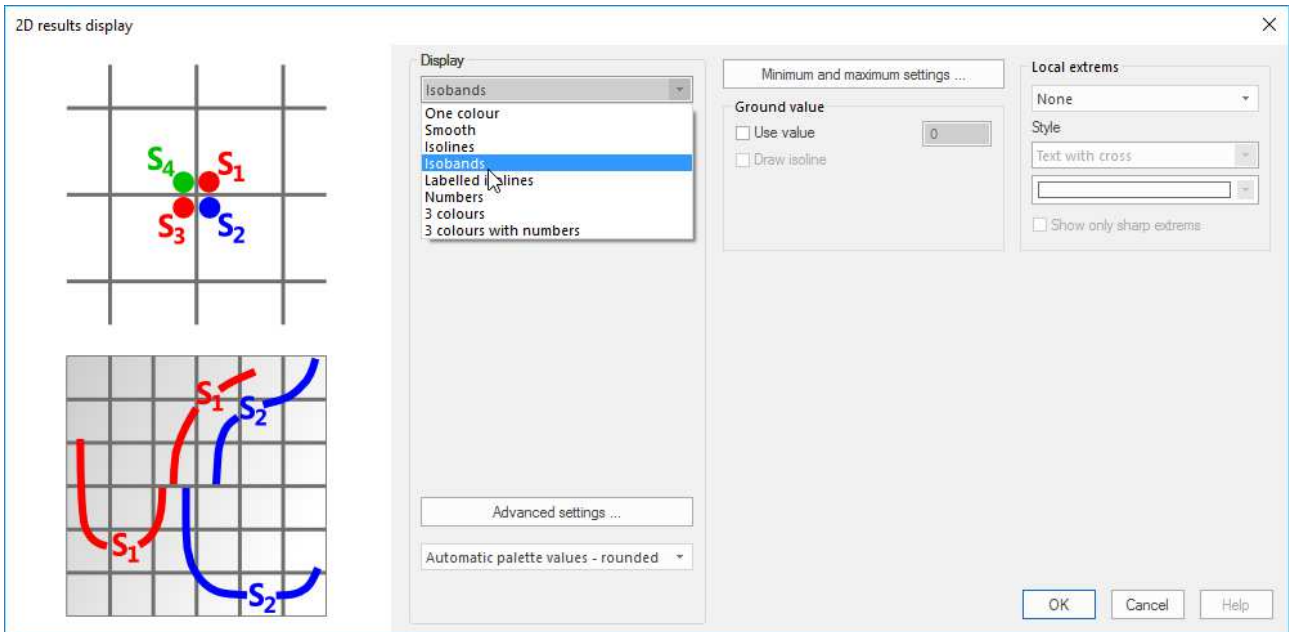 2D results display
S4
S1
S3
S2
S1
S2
S1
S2
Display
Isobands
One colour
Smooth
Isolines
Isobands
Labelled isolines
Numbers
3 colours
3 colours with numbers
Advanced settings ...
Automatic palette values - rounded
Minimum and maximum settings ...
Ground value
Use value
0
Draw isoline
Local extrems
None
Style
Text with cross
Show only sharp extrems
OK
Cancel
Help